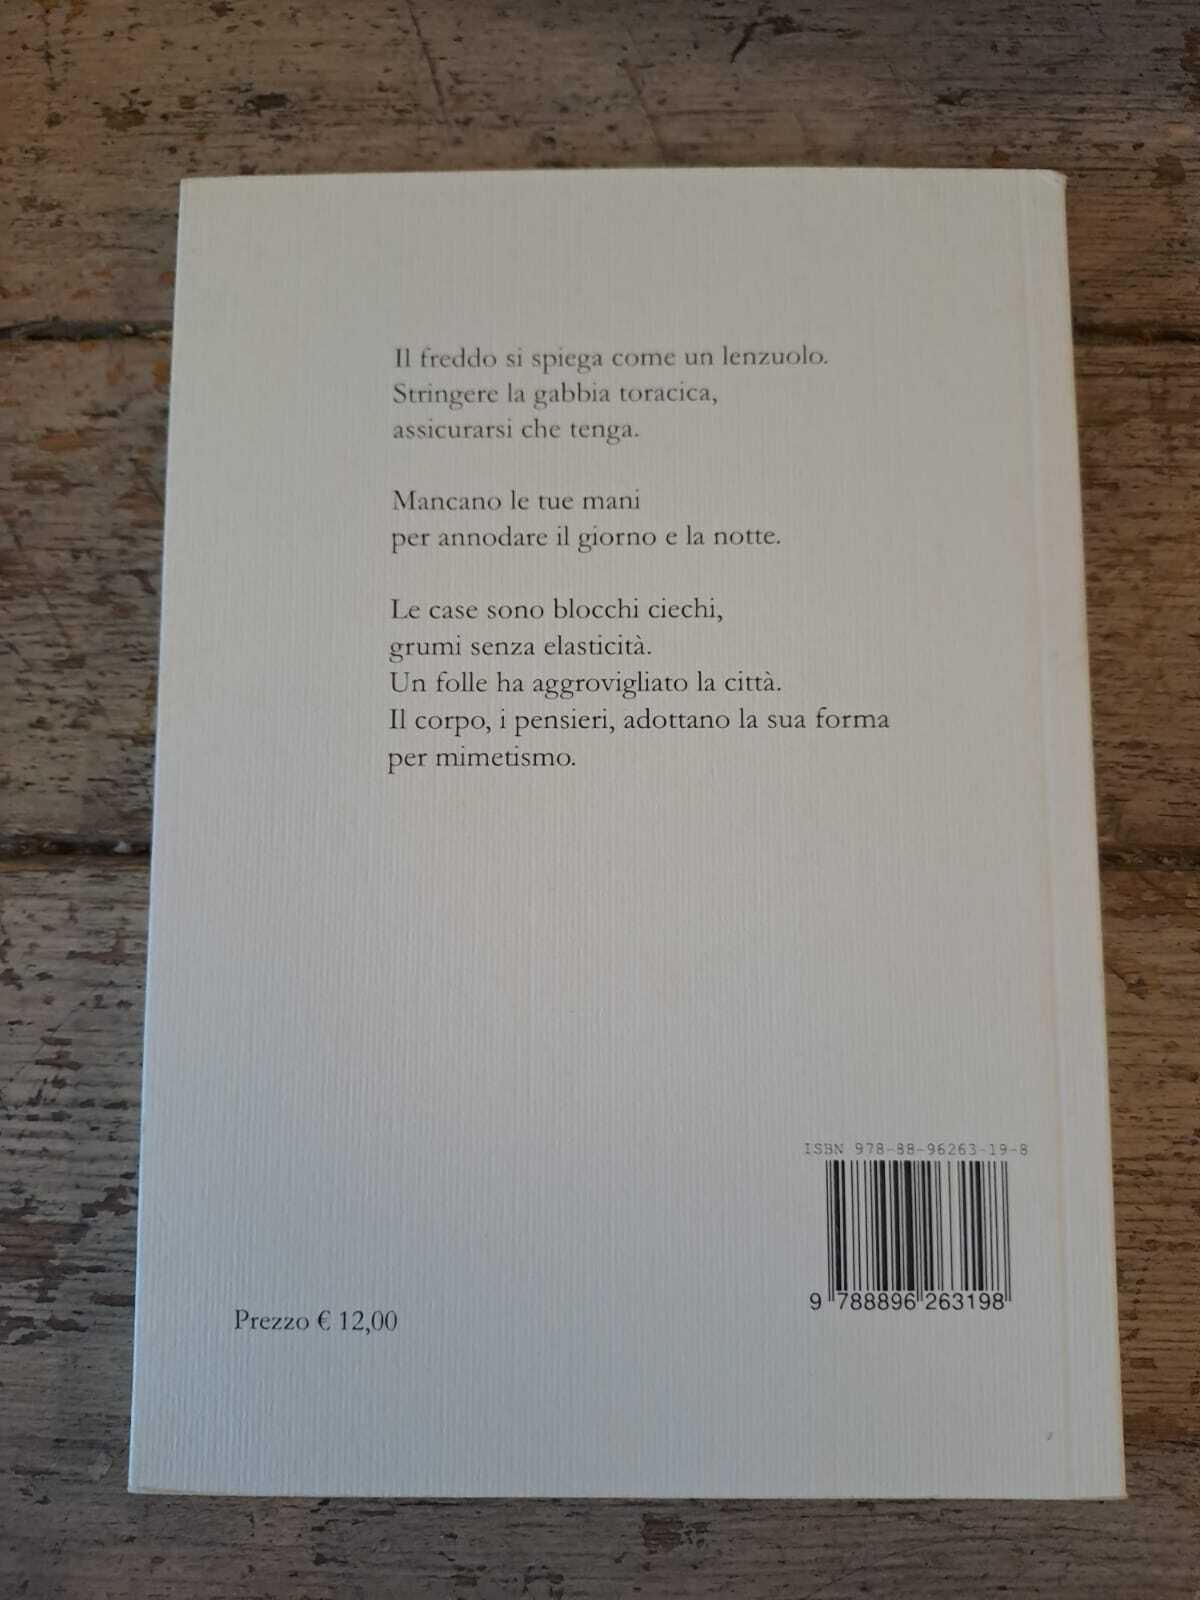 Il freddo si spiega come un lenzuolo.
Stringere la gabbia toracica,
assicurarsi che tenga.
Mancano le tue mani
per annodare il giorno e la notte.
Le case sono blocchi ciechi,
grumi senza elasticità.
Un folle ha aggrovigliato la città.
Il corpo, i pensieri, adottano la sua forma
per mimetismo.
ISBN 978-88-96263-19-8
9 788896 263198
Prezzo € 12,00